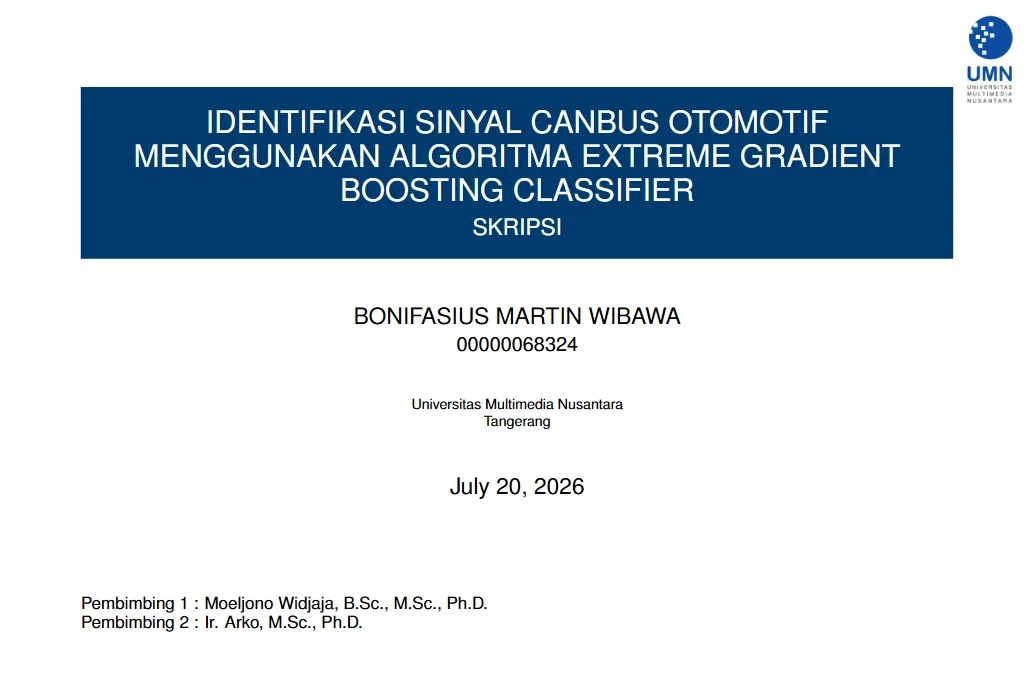 UMN
UNIVERSITAS
MULTIMEDIA
NUSANTARA
IDENTIFIKASI SINYAL CANBUS OTOMOTIF
MENGGUNAKAN ALGORITMA EXTREME GRADIENT
BOOSTING CLASSIFIER
SKRIPSI
BONIFASIUS MARTIN WIBAWA
00000068324
Universitas Multimedia Nusantara
Tangerang
July 20, 2026
Pembimbing 1 : Moeljono Widjaja, B.Sc., M.Sc., Ph.D.
Pembimbing 2 : Ir. Arko, M.Sc., Ph.D.